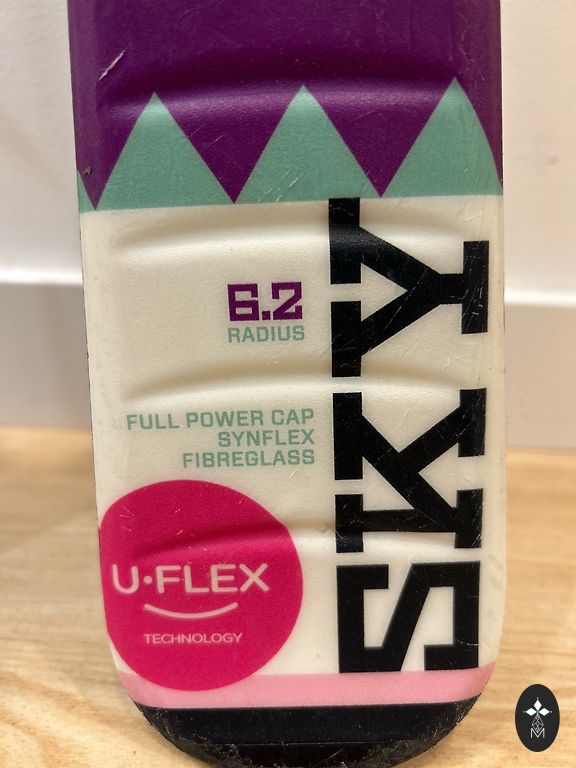 6.2
RADIUS
FULL POWER CAP
SYNFLEX
FIBREGLASS
U•FLEX
TECHNOLOGY
SKY
M